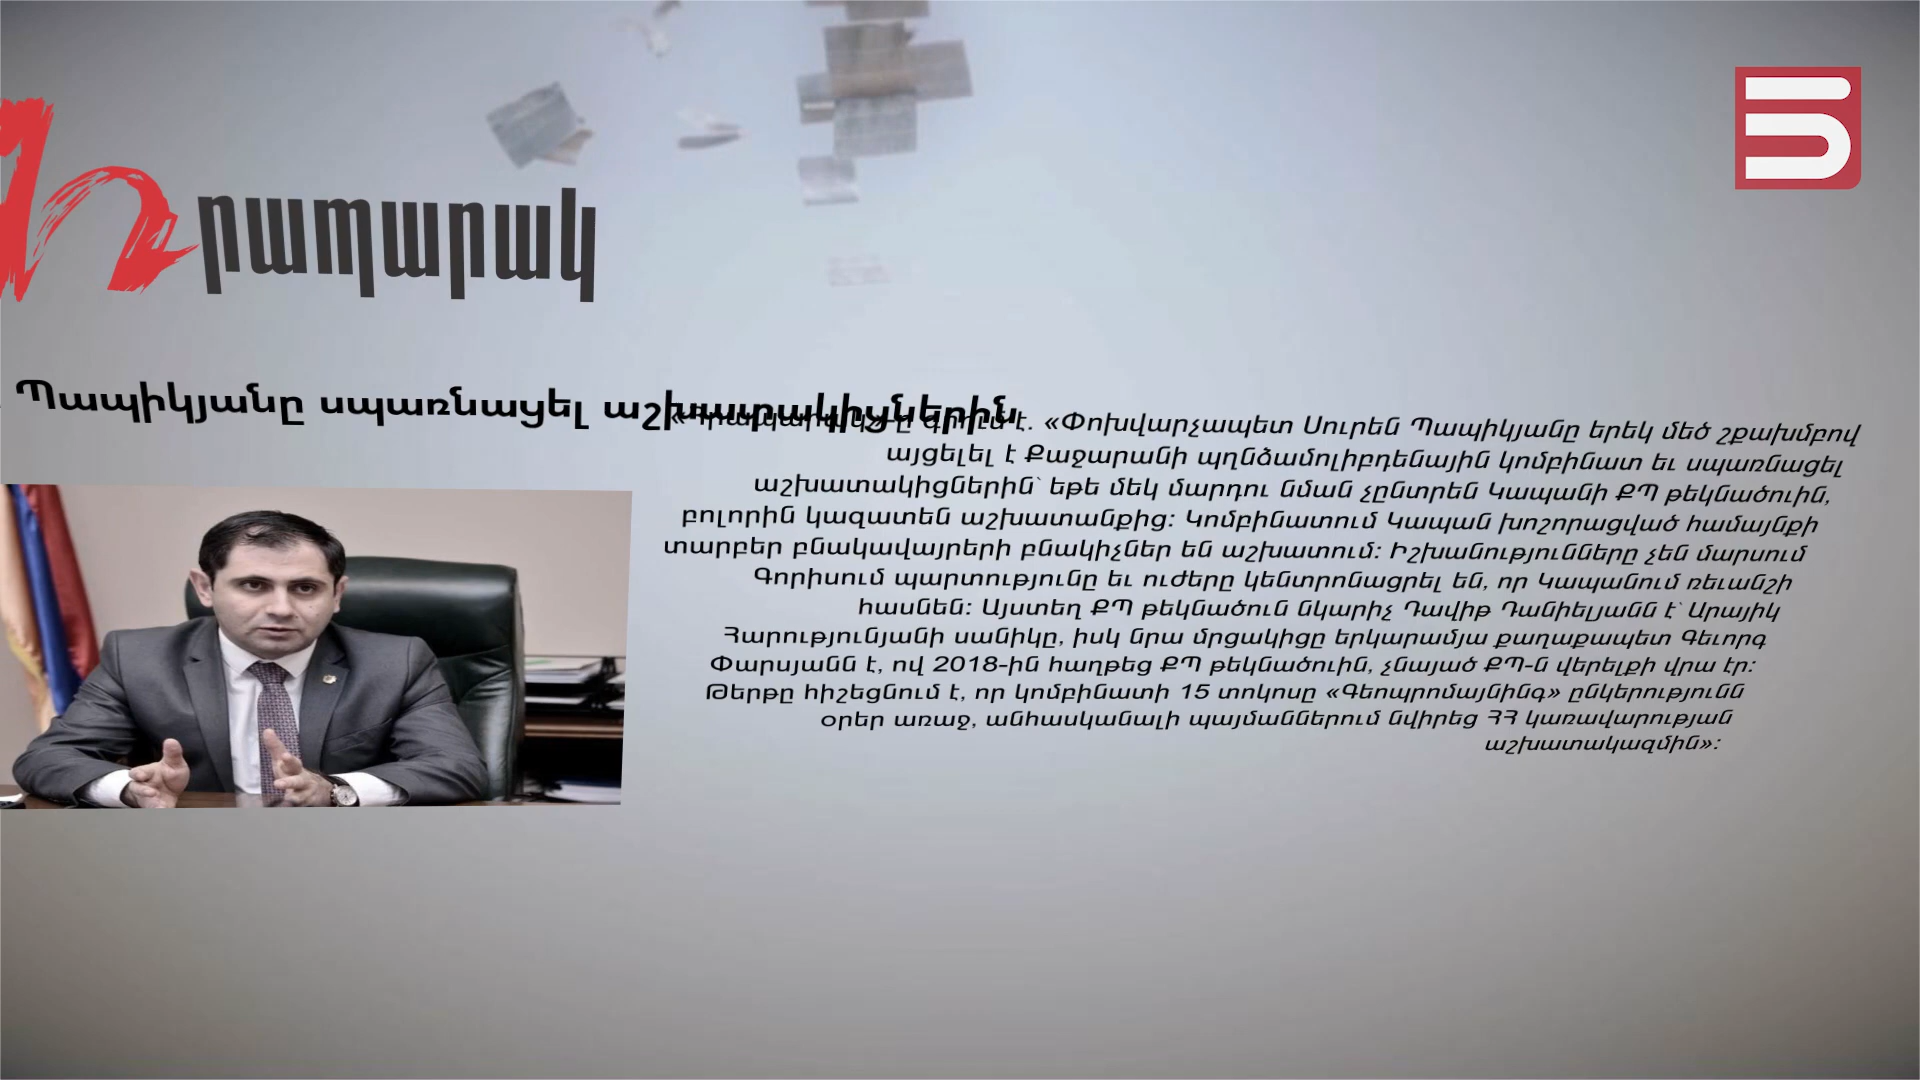 Հրապարակ
Պապիկյանը սպառնացել աշխատակիցներին
«Հրապարակ»-ը գրում է. «Փոխվարչապետ Սուրեն Պապիկյանը երեկ մեծ շքախմբով
այցելել է Քաջարանի պղնձամոլիբդենային կոմբինատ եւ սպառնացել
աշխատակիցներին՝ եթե մեկ մարդու նման չընտրեն Կապանի ՔՊ թեկնածուին,
բոլորին կազատեն աշխատանքից: Կոմբինատում Կապան խոշորացված համայնքի
տարբեր բնակավայրերի բնակիչներ են աշխատում: Իշխանությունները չեն մարսում
Գորիսում պարտությունը եւ ուժերը կենտրոնացրել են, որ Կապանում ռեւանշի
հասնեն: Այստեղ ՔՊ թեկնածուն նկարիչ Դավիթ Դանիելյանն է՝ Արայիկ
Հարությունյանի սանիկը, իսկ նրա մրցակիցը երկարամյա քաղաքապետ Գեւորգ
Փարսյանն է, ով 2018-ին հաղթեց ՔՊ թեկնածուին, չնայած ՔՊ-ն վերելքի վրա էր:
Թերթը հիշեցնում է, որ կոմբինատի 15 տոկոսը «Գեոպրոմայնինգ» ընկերությունն
օրեր առաջ, անհասկանալի պայմաններում նվիրեց ՀՀ կառավարության
աշխատակազմին»: